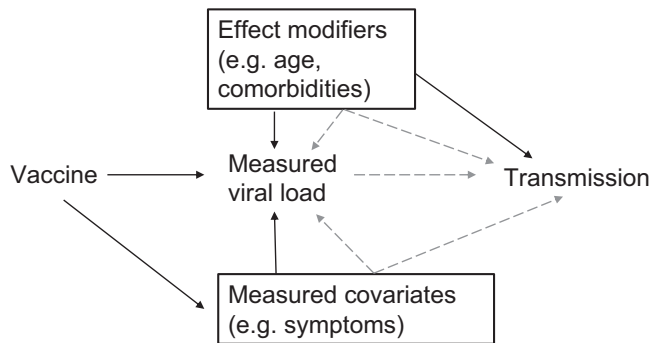 Effect modifiers
(e.g. age,
comorbidities)
Vaccine
Measured
viral load
Transmission
Measured covariates
(e.g. symptoms)